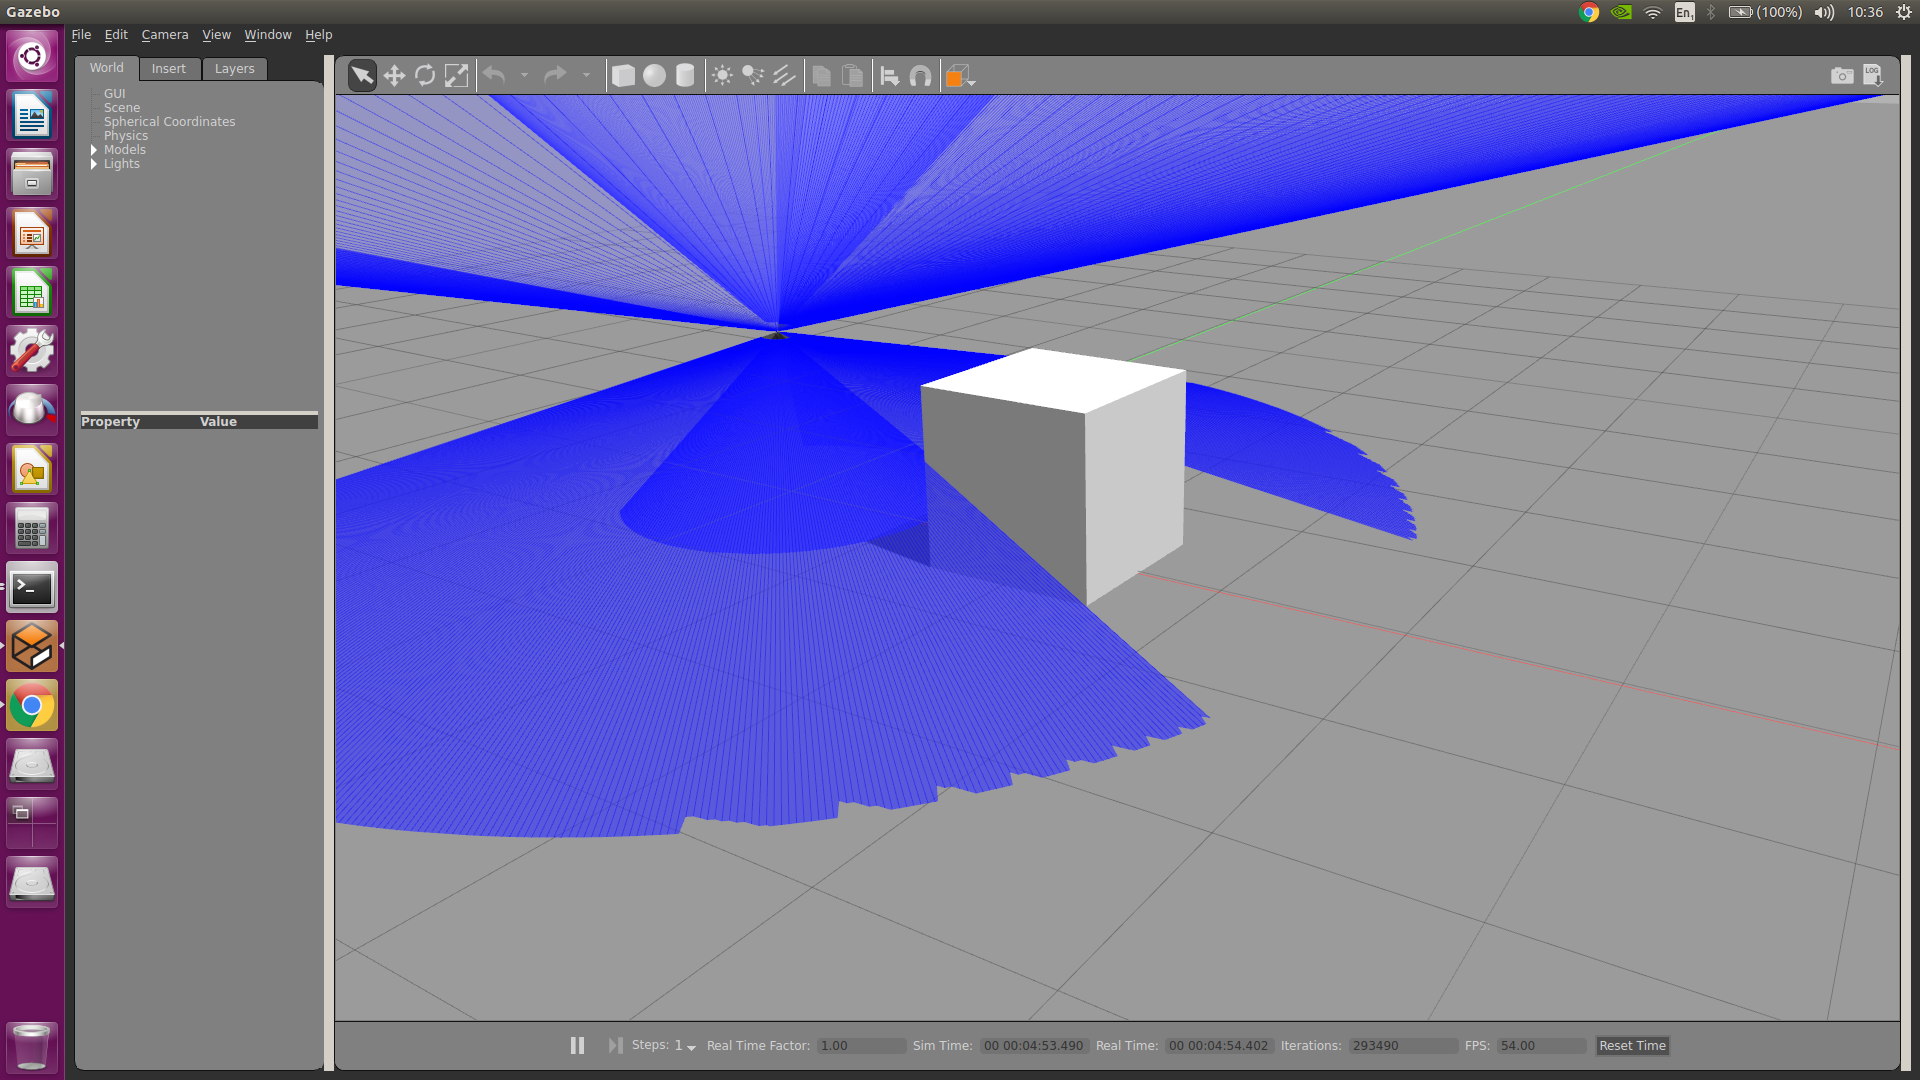 Gazebo
En1
(100%)
10:36
File Edit Camera View Window Help
World Insert Layers
LOG
GUI
Scene
Spherical Coordinates
Physics
Models
Lights
Property Value
Steps: 1 Real Time Factor: 1.00 Sim Time: 00 00:04:53.490 Real Time: 00 00:04:54.402 Iterations: 293490 FPS: 54.00 Reset Time